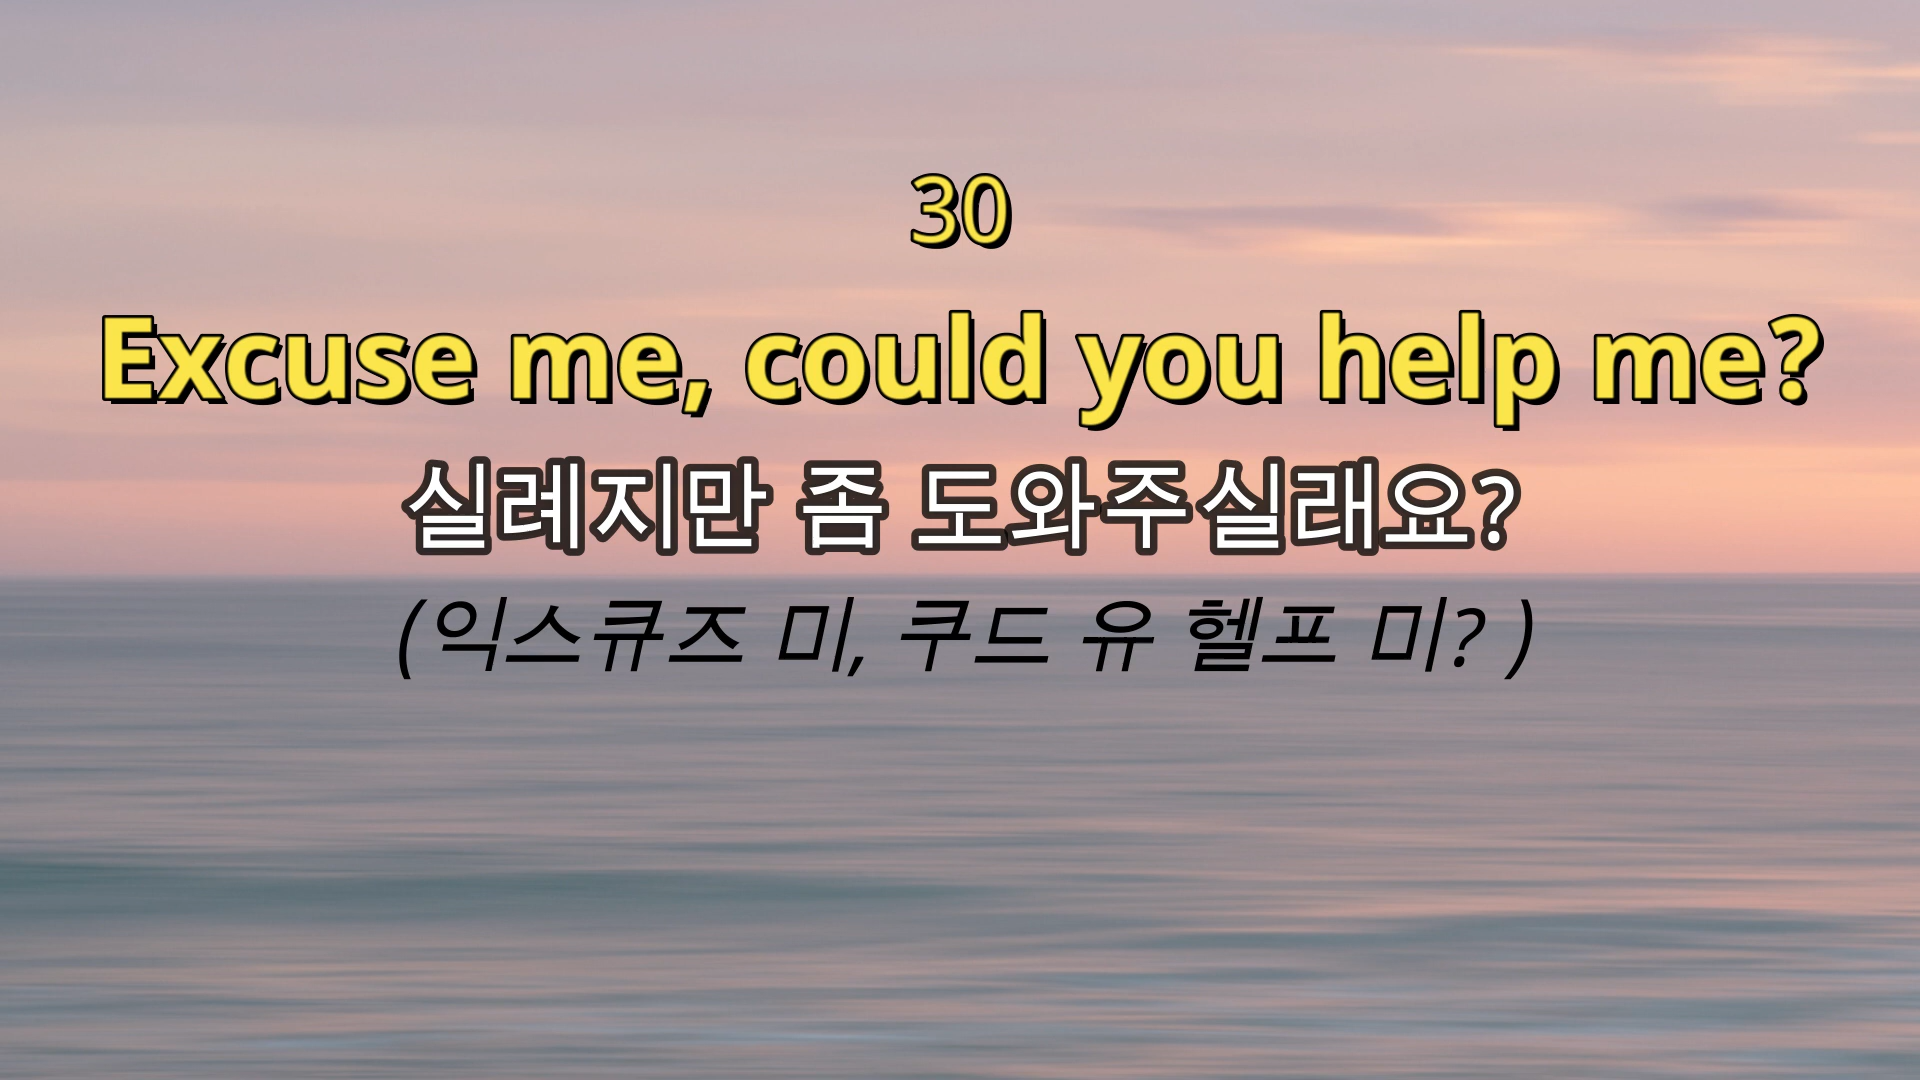 30
Excuse me, could you help me?
실례지만 좀 도와주실래요?
(익스큐즈 미, 쿠드 유 헬프 미? )